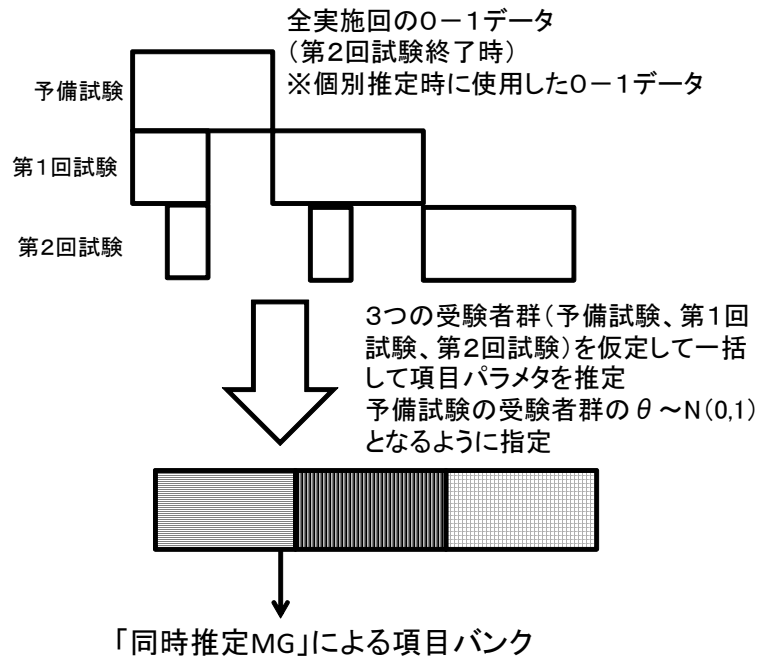 全実施回の０－１データ
（第２回試験終了時）
※個別推定時に使用した０－１データ
予備試験
第１回試験
第２回試験
３つの受験者群（予備試験、第１回
試験、第２回試験）を仮定して一括
して項目パラメタを推定
予備試験の受験者群のθ～N(0,1)
となるように指定
「同時推定MG」による項目バンク